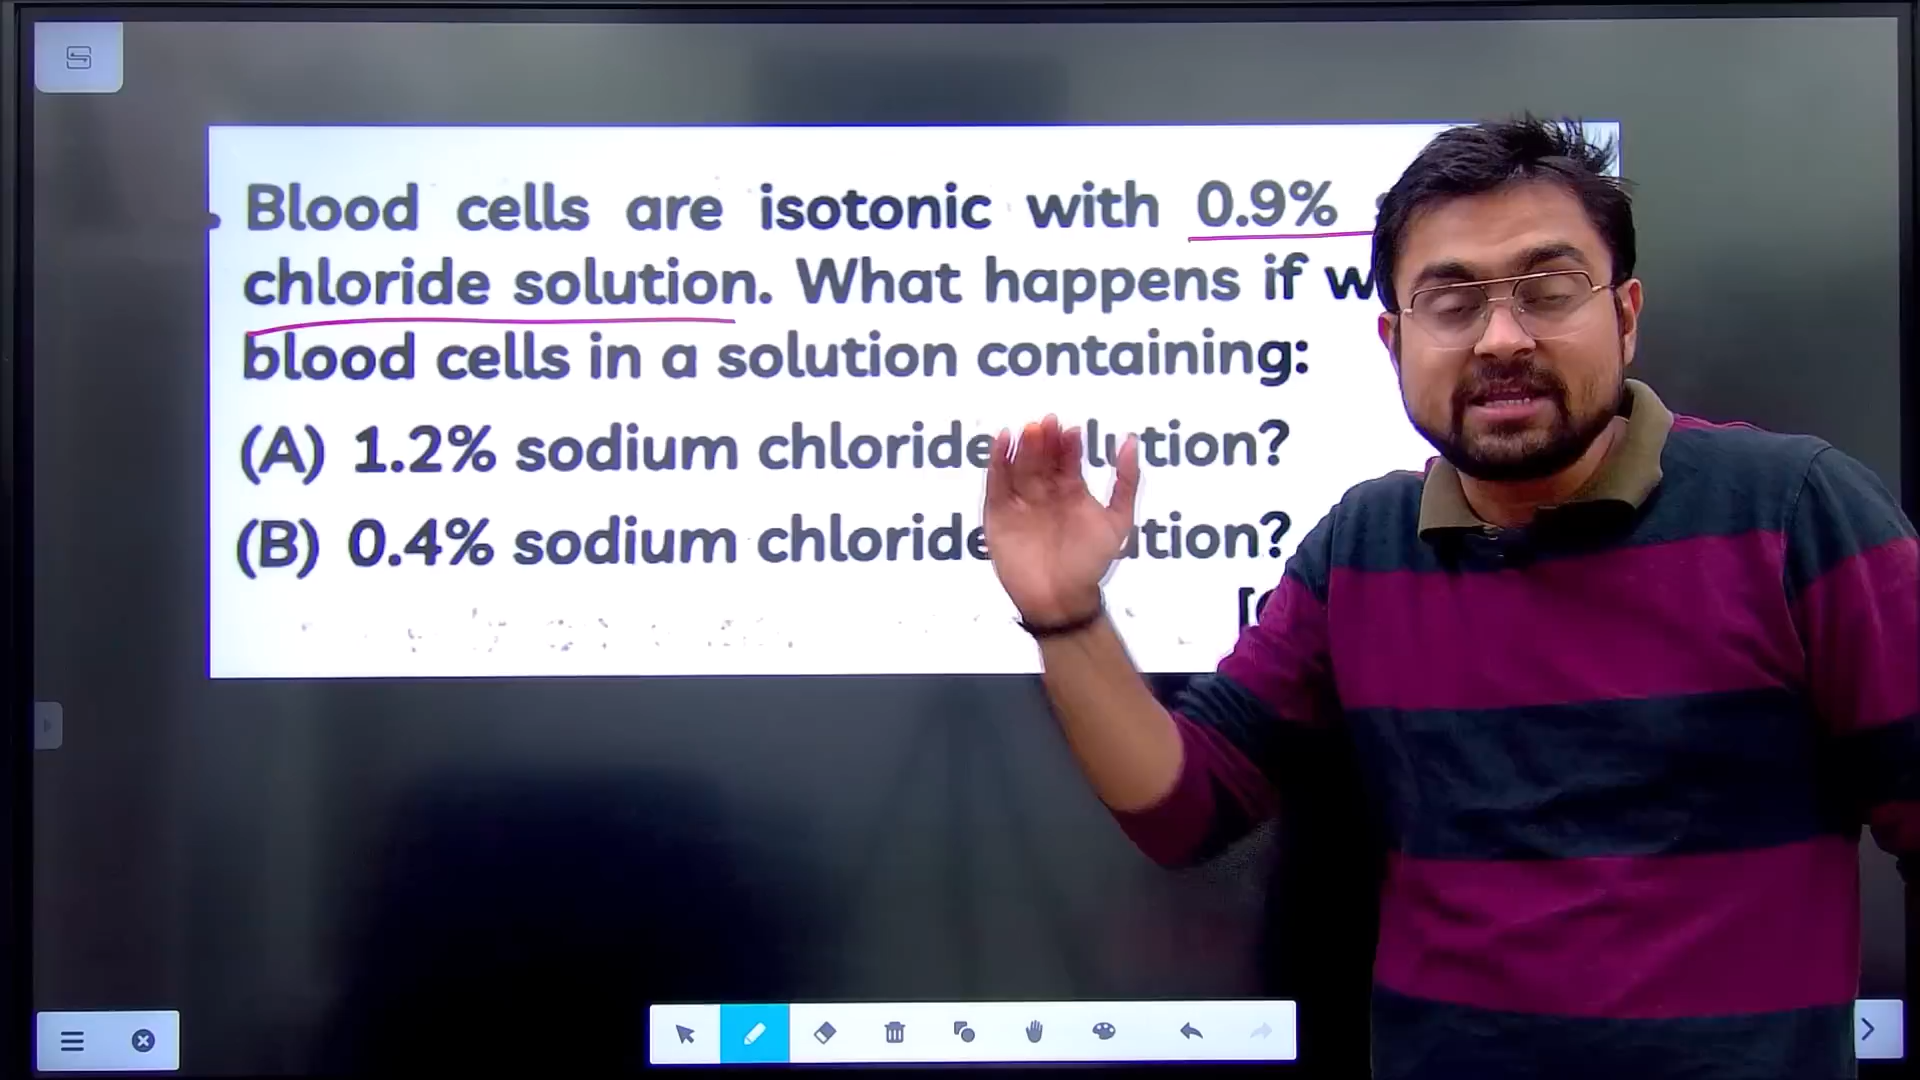 Blood cells are isotonic with 0.9%
chloride solution. What happens if
blood cells in a solution containing:
(A) 1.2% sodium chloride
(B) 0.4% sodium chloride